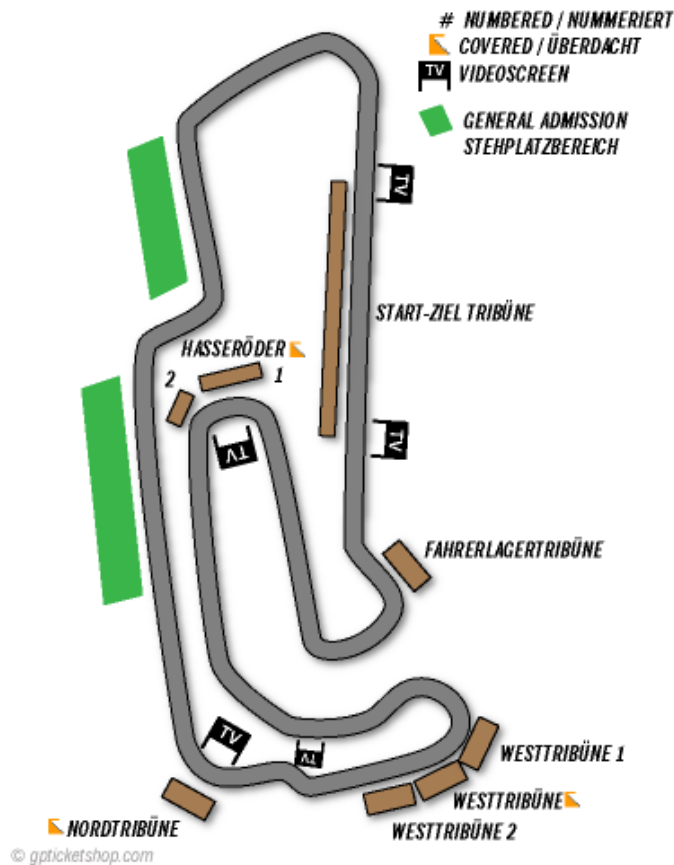 # NUMBERED / NUMMERIERT
COVERED / ÜBERDACHT
TV VIDEOSCREEN
GENERAL ADMISSION
STEHPLATZBEREICH
TV
START-ZIEL TRIBÜNE
HASSERÖDER
2 1
TV
TV
FAHRERLAGERTRIBÜNE
TV
TV
WESTTRIBÜNE 1
WESTTRIBÜNE
NORDTRIBÜNE
WESTTRIBÜNE 2
© gpticketshop.com